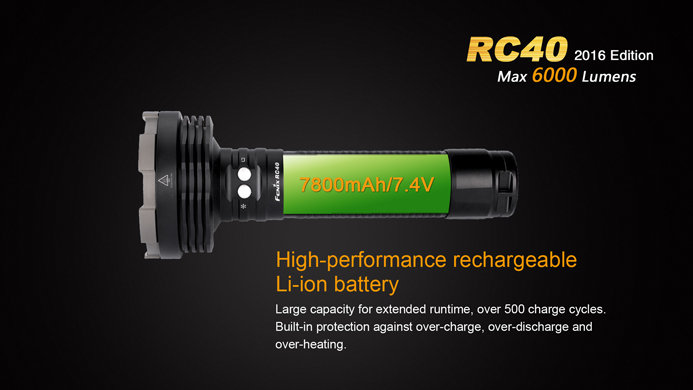 RC40 2016 Edition
Max 6000 Lumens
FENIX RC40
7800mAh/7.4V
High-performance rechargeable
Li-ion battery
Large capacity for extended runtime, over 500 charge cycles.
Built-in protection against over-charge, over-discharge and
over-heating.